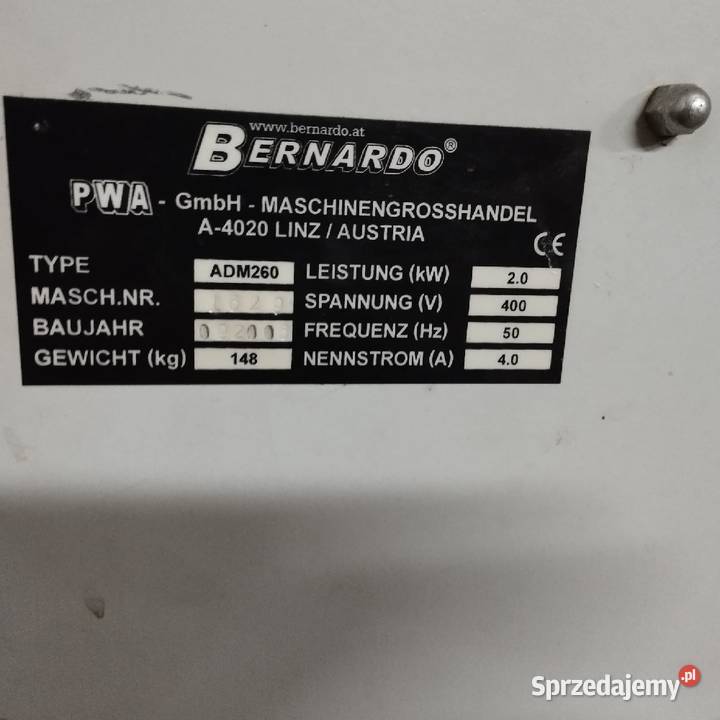 www.bernardo.at
BERNARDO®
PWA - GmbH - MASCHINENGROSSHANDEL
A-4020 LINZ / AUSTRIA
CE
TYPE ADM260 LEISTUNG (kW) 2.0
MASCH.NR. SPANNUNG (V) 400
BAUJAHR FREQUENZ (Hz) 50
GEWICHT (kg) 148 NENNSTROM (A) 4.0
Sprzedajemy.pl